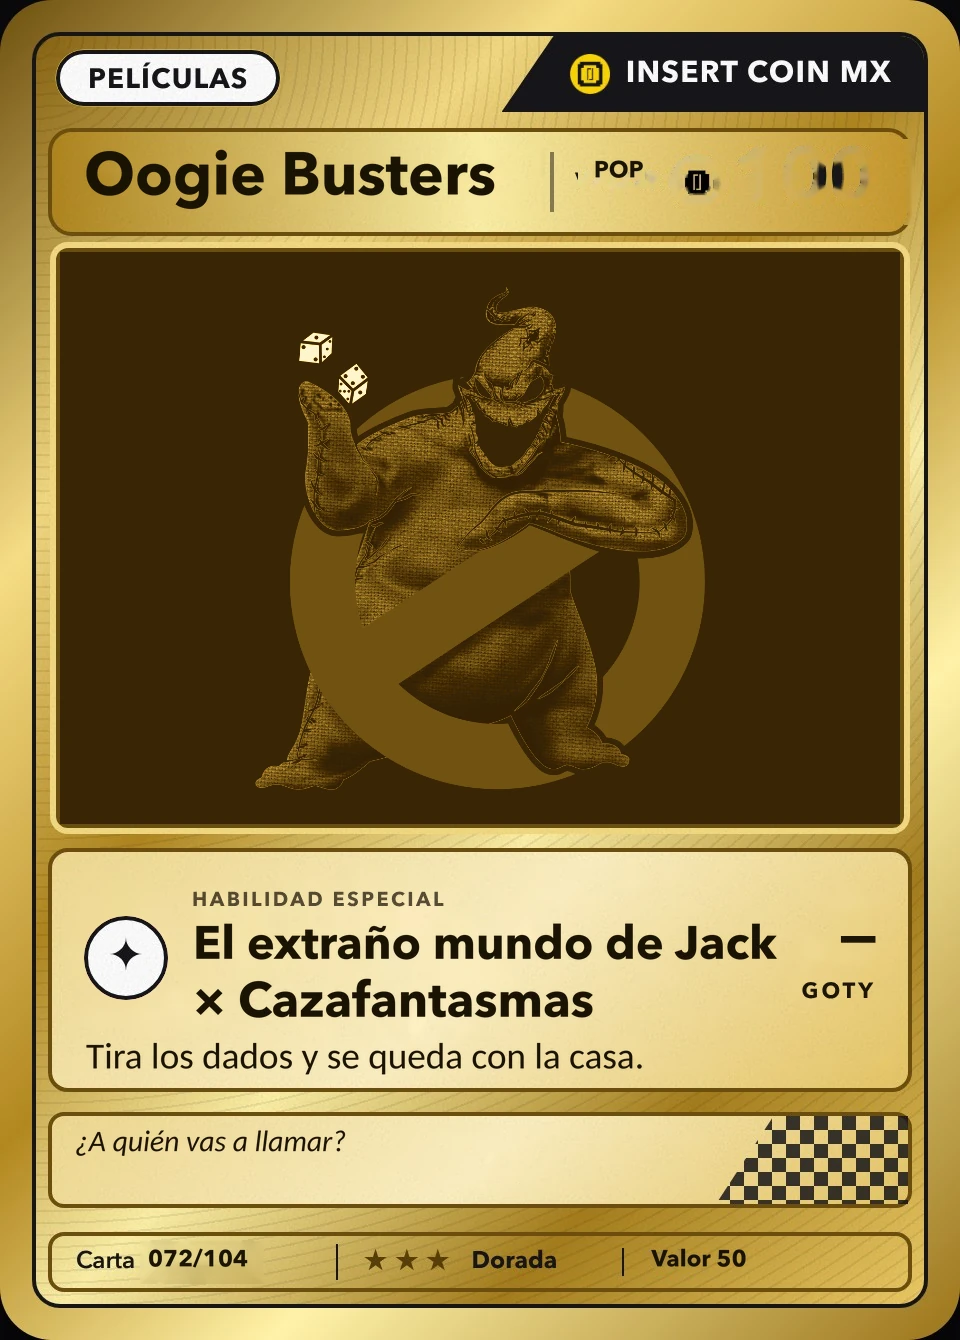 PELÍCULAS
INSERT COIN MX
Oogie Busters
POP
HABILIDAD ESPECIAL
El extraño mundo de Jack
× Cazafantasmas
—
GOTY
Tira los dados y se queda con la casa.
¿A quién vas a llamar?
Carta 072/104
★★★ Dorada
Valor 50